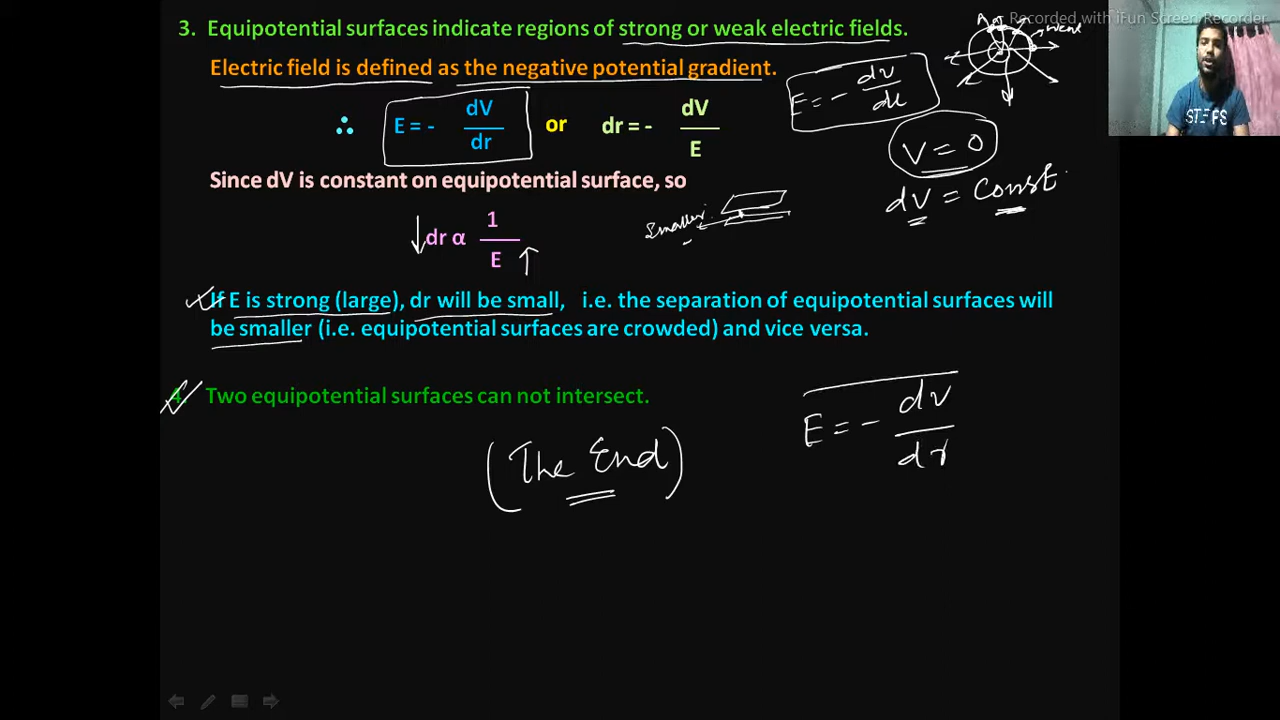 3. Equipotential surfaces indicate regions of strong or weak electric fields.
Recorded with iFun Screen Recorder
weak
Electric field is defined as the negative potential gradient.
E = - dv
∴ E = - dV/dr or dr = - dV/E
V = 0
Since dV is constant on equipotential surface, so
dV = Const
Smaller
↓ dr α 1/E ↑
If E is strong (large), dr will be small, i.e. the separation of equipotential surfaces will
be smaller (i.e. equipotential surfaces are crowded) and vice versa.
4. Two equipotential surfaces can not intersect.
E = - dv/dr
(The End)